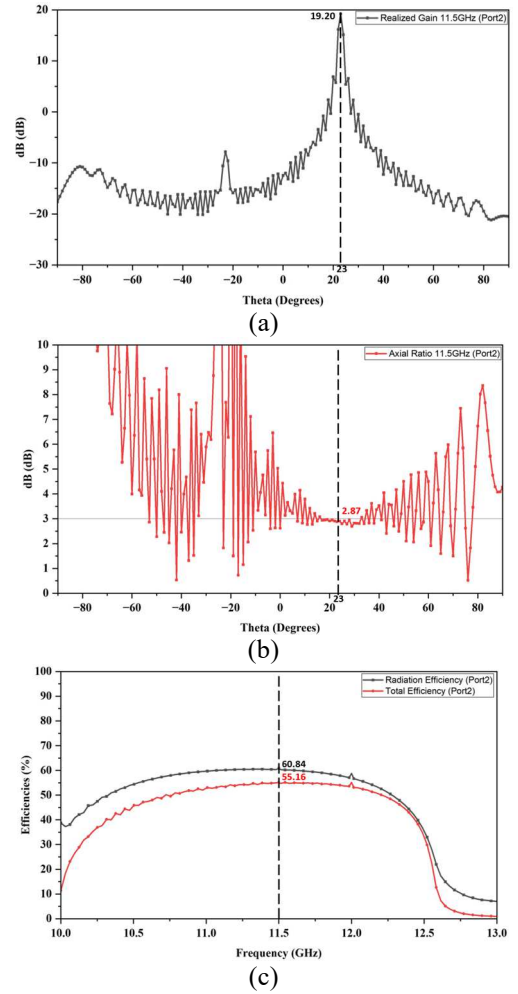 20
10
0
−10
−20
−30
dB (dB)
19.20
Realized Gain 11.5GHz (Port2)
−80 −60 −40 −20 0 20 40 60 80
23
Theta (Degrees)
(a)
10
9
8
7
6
5
4
3
2
1
0
dB (dB)
Axial Ratio 11.5GHz (Port2)
2.87
−80 −60 −40 −20 0 20 40 60 80
23
Theta (Degrees)
(b)
100
90
80
70
60
50
40
30
20
10
0
Efficiencies (%)
Radiation Efficiency (Port2)
Total Efficiency (Port2)
60.84
55.16
10.0 10.5 11.0 11.5 12.0 12.5 13.0
Frequency (GHz)
(c)